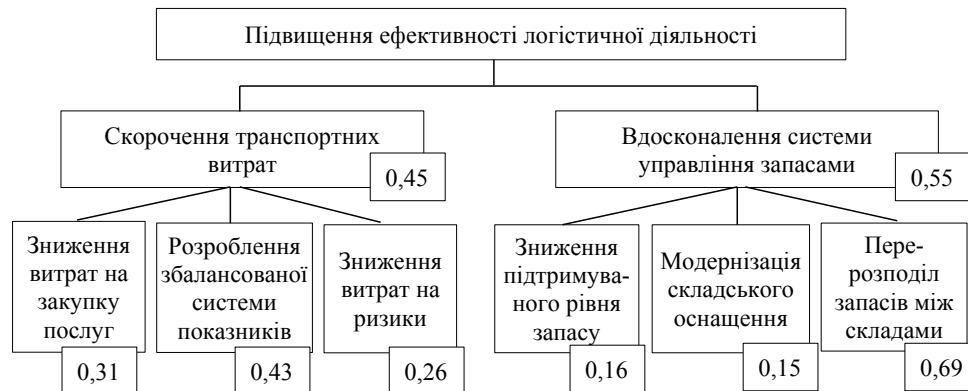 Підвищення ефективності логістичної діяльності
Скорочення транспортних
витрат
0,45
Вдосконалення системи
управління запасами
0,55
Зниження
витрат на
закупку
послуг
0,31
Розроблення
збалансованої
системи
показників
0,43
Зниження
витрат на
ризики
0,26
Зниження
підтримува-
ного рівня
запасу
0,16
Модернізація
складського
оснащення
0,15
Пере-
розподіл
запасів між
складами
0,69